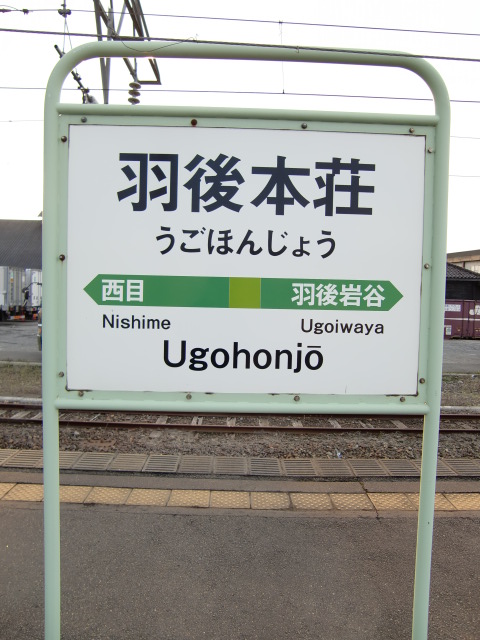 羽後本荘
うごほんじょう
西目 羽後岩谷
Nishime Ugoiwaya
Ugohonjō